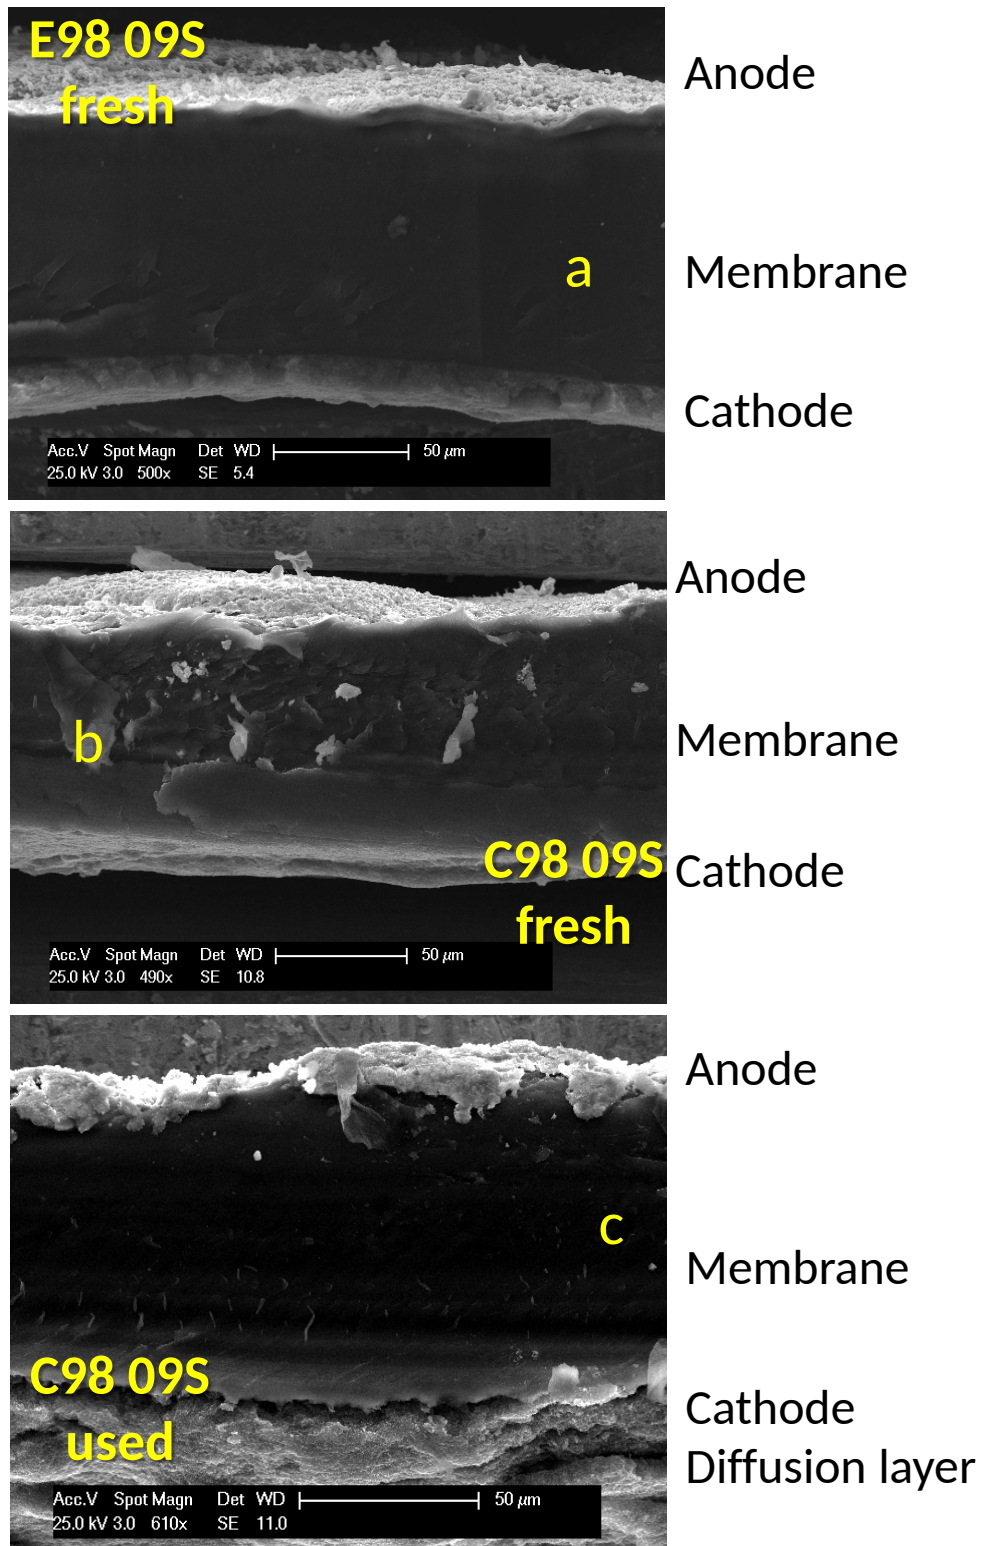 E98 09S
fresh
Anode
a
Membrane
Cathode
Acc.V Spot Magn Det WD 50 µm
25.0 kV 3.0 500x SE 5.4
Anode
b
Membrane
C98 09S
Cathode
fresh
Acc.V Spot Magn Det WD 50 µm
25.0 kV 3.0 490x SE 10.8
Anode
c
Membrane
C98 09S
used
Cathode
Diffusion layer
Acc.V Spot Magn Det WD 50 µm
25.0 kV 3.0 610x SE 11.0